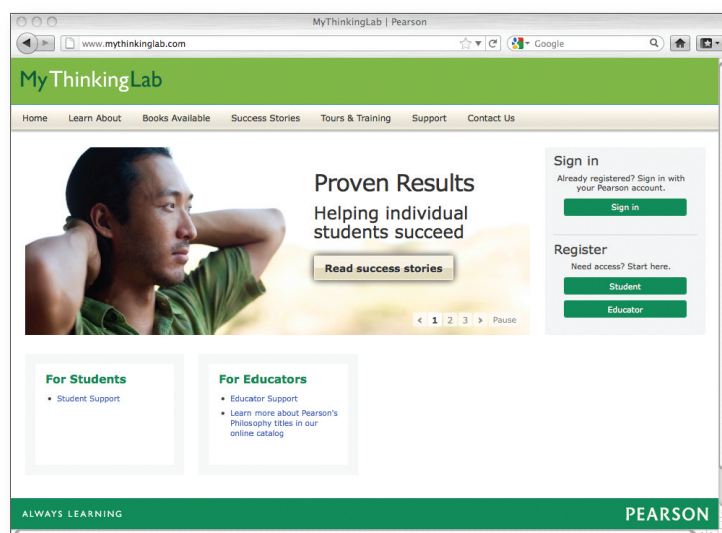 MyThinkingLab | Pearson
www.mythinkinglab.com
Google
MyThinkingLab
Home Learn About Books Available Success Stories Tours & Training Support Contact Us
Proven Results
Helping individual
students succeed
Read success stories
< 1 2 3 > Pause
Sign in
Already registered? Sign in with
your Pearson account.
Sign in
Register
Need access? Start here.
Student
Educator
For Students
• Student Support
For Educators
• Educator Support
• Learn more about Pearson's
Philosophy titles in our
online catalog
ALWAYS LEARNING
PEARSON